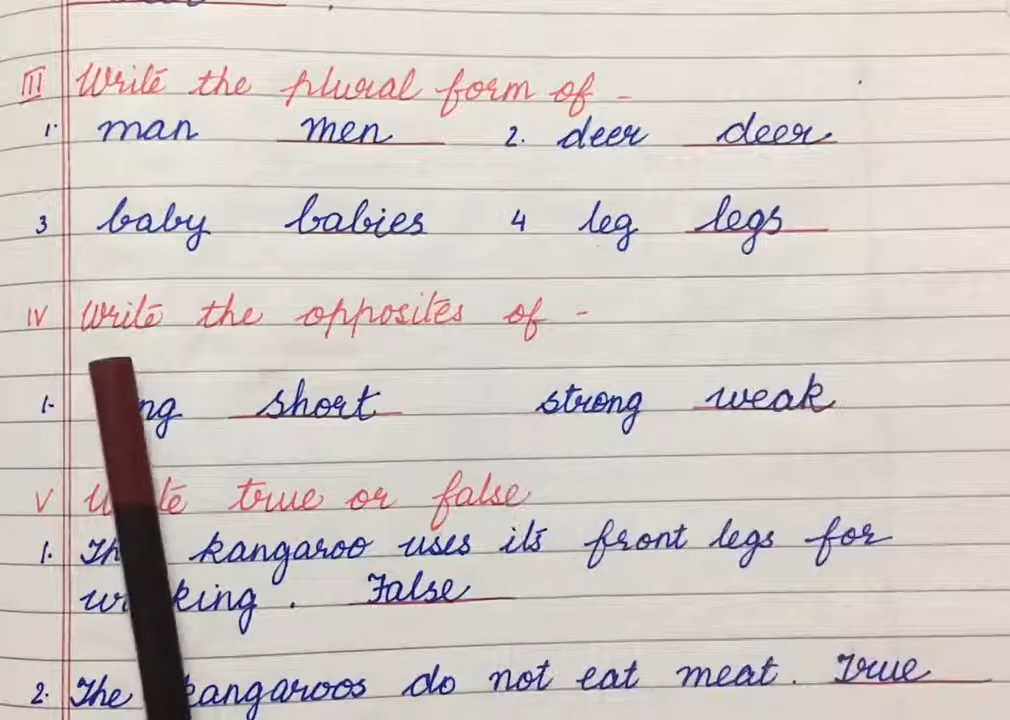 III Write the plural form of -
1. man men 2. deer deer
3 baby babies 4 leg legs
IV Write the opposites of -
1. short strong weak
V true or false
1. kangaroo uses its front legs for
False
2. The kangaroos do not eat meat. True